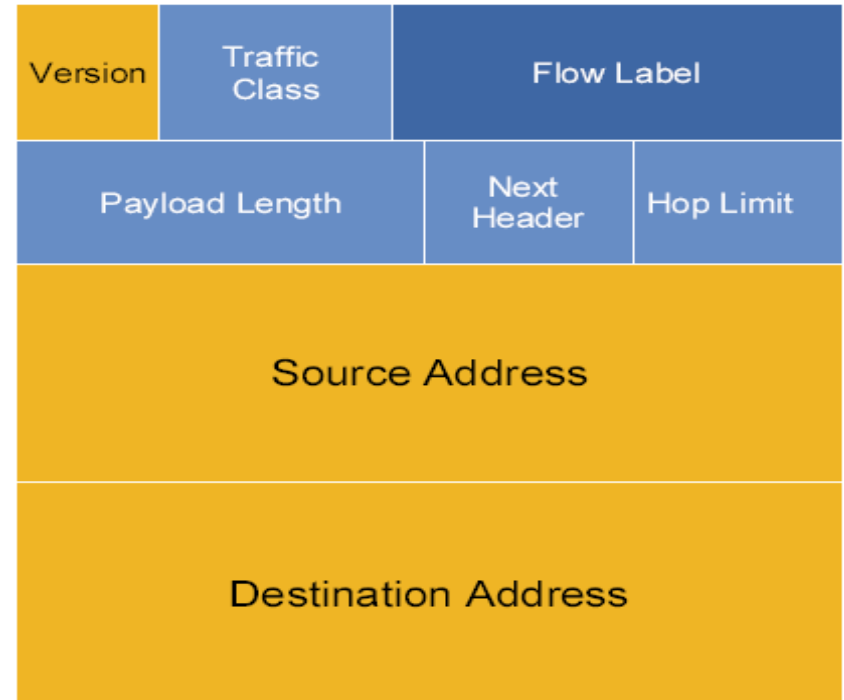 Version
Traffic
Class
Flow Label
Payload Length
Next
Header
Hop Limit
Source Address
Destination Address